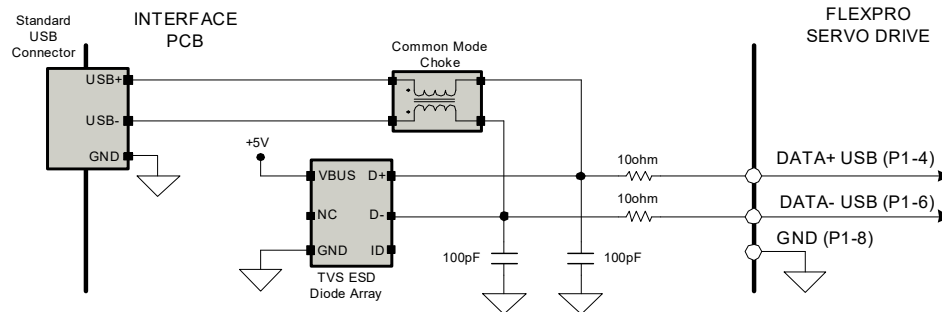 Standard
USB
Connector
INTERFACE
PCB
FLEXPRO
SERVO DRIVE
Common Mode
Choke
USB+
USB-
GND
+5V
VBUS
D+
NC
D-
GND
ID
TVS ESD
Diode Array
10ohm
10ohm
100pF
100pF
DATA+ USB (P1-4)
DATA- USB (P1-6)
GND (P1-8)